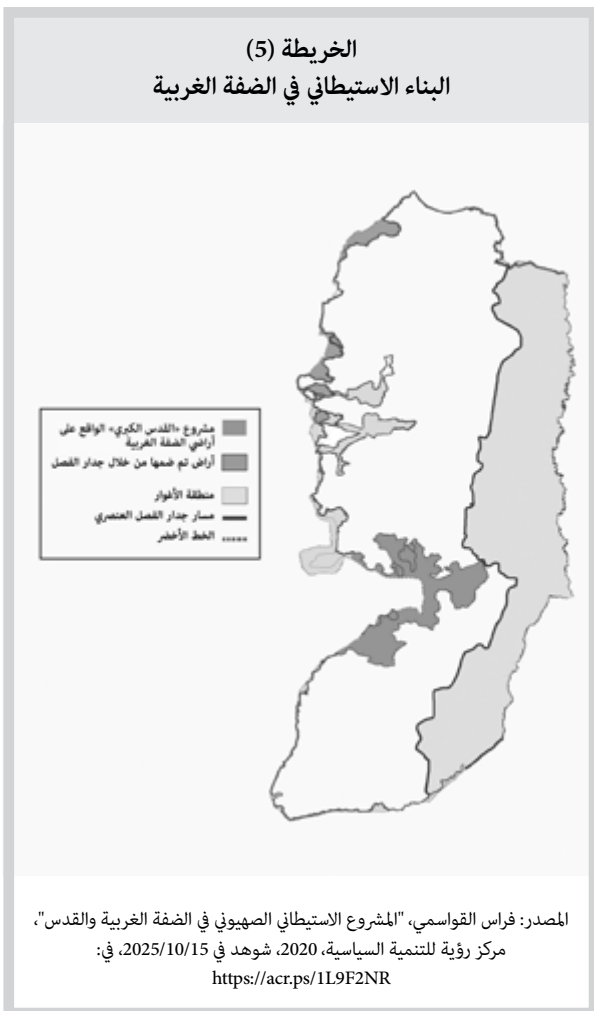 الخريطة (5)
البناء الاستيطاني في الضفة الغربية
مشروع «القدس الكبرى» الواقع على
أراضي الضفة الغربية
أراض تم ضمها من خلال جدار الفصل
منطقة الأغوار
مسار جدار الفصل العنصري
الخط الأخضر
المصدر: فراس القواسمي، "المشروع الاستيطاني الصهيوني في الضفة الغربية والقدس"،
مركز رؤية للتنمية السياسية، 2020، شوهد في 2025/10/15، في:
https://acr.ps/1L9F2NR